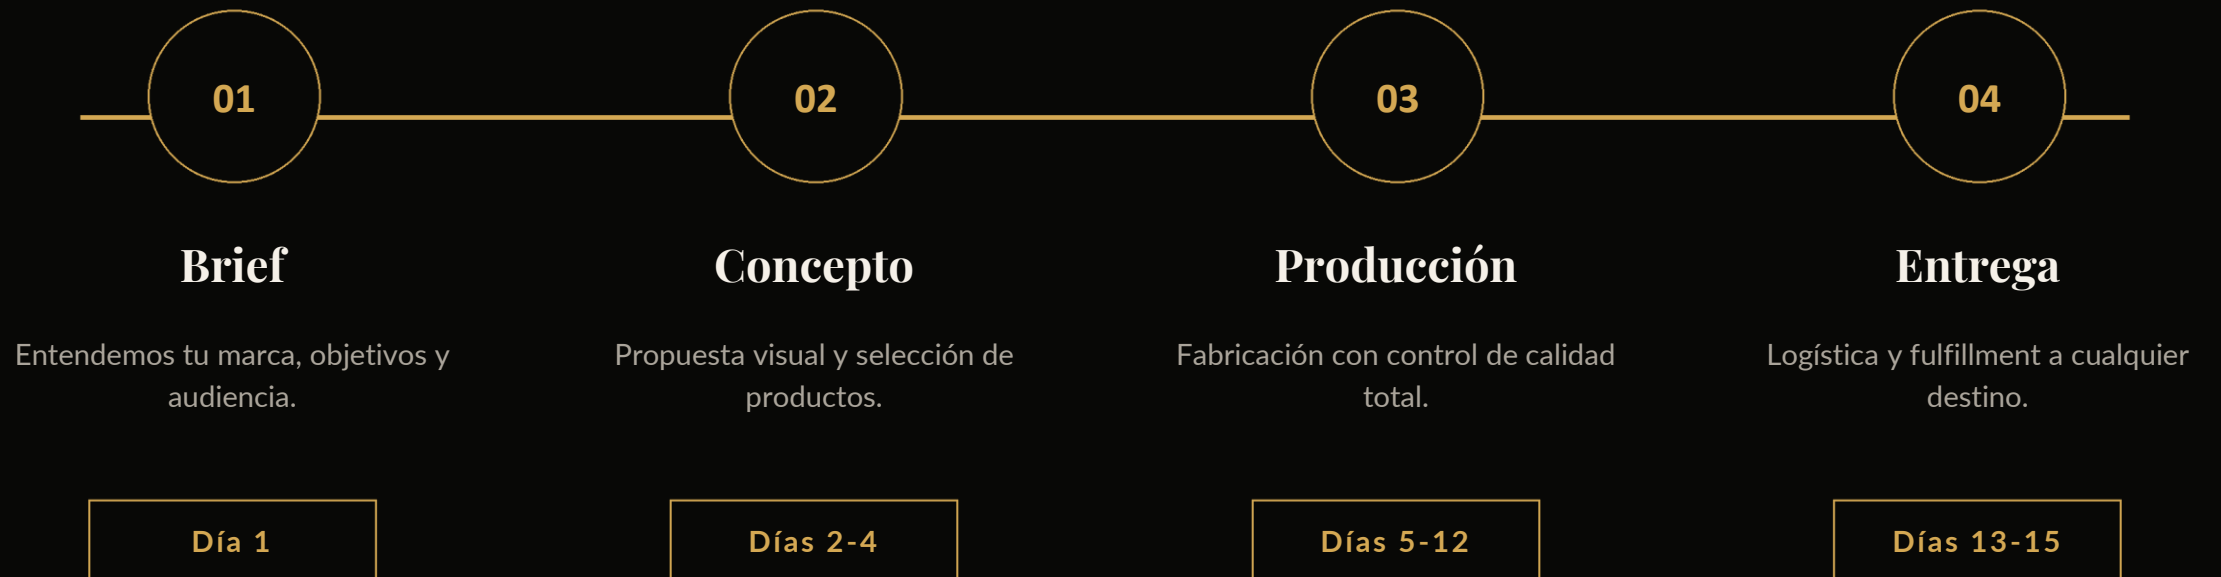 01
02
03
04
Brief
Entendemos tu marca, objetivos y
audiencia.
Día 1
Concepto
Propuesta visual y selección de
productos.
Días 2-4
Producción
Fabricación con control de calidad
total.
Días 5-12
Entrega
Logística y fulfillment a cualquier
destino.
Días 13-15